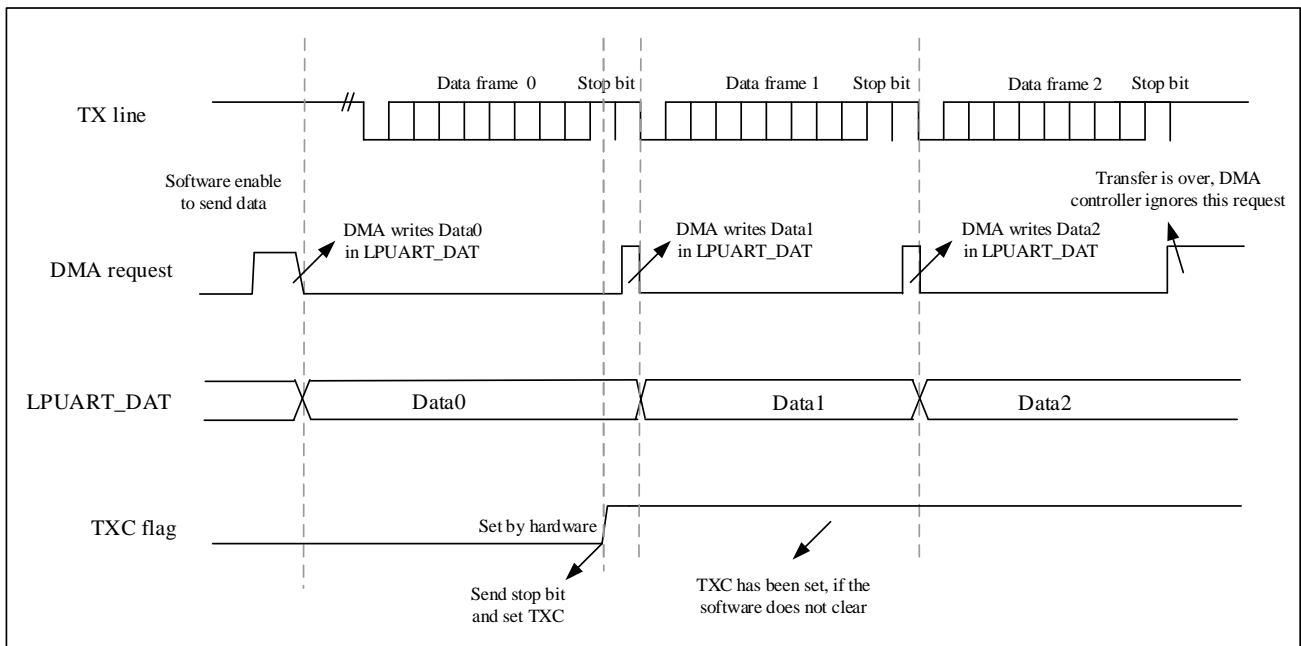 Data frame 0
Stop bit
Data frame 1
Stop bit
Data frame 2
Stop bit
TX line
Software enable
to send data
Transfer is over, DMA
controller ignores this request
DMA writes Data0
in LPUART_DAT
DMA writes Data1
in LPUART_DAT
DMA writes Data2
in LPUART_DAT
DMA request
LPUART_DAT
Data0
Data1
Data2
TXC flag
Set by hardware
Send stop bit
and set TXC
TXC has been set, if the
software does not clear